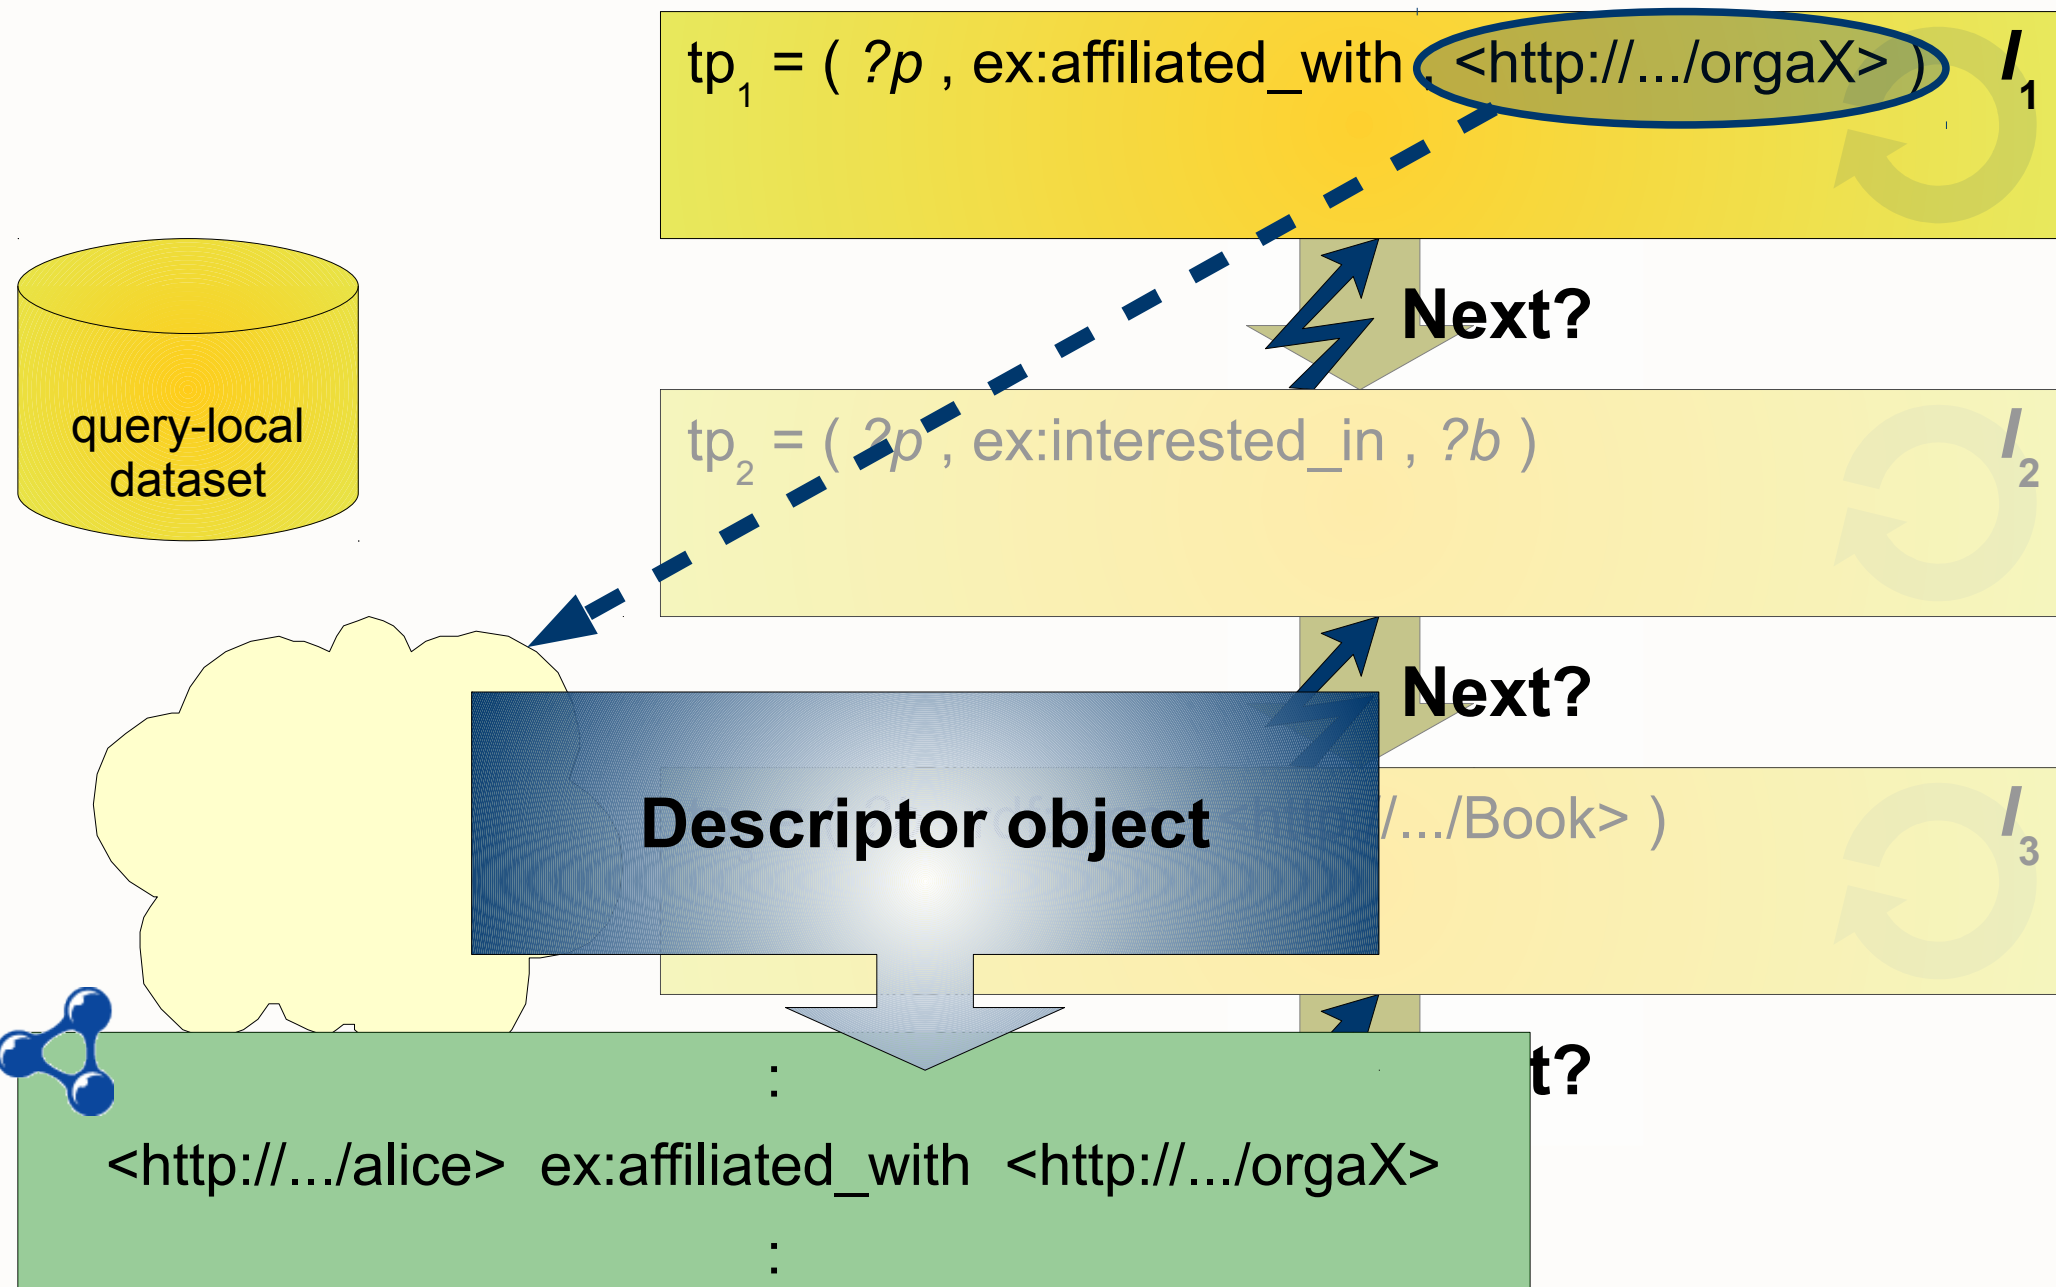 tp1 = ( ?p , ex:affiliated_with , <http://.../orgaX> ) I1
Next?
query-local
dataset
tp2 = ( ?p , ex:interested_in , ?b ) I2
Next?
Descriptor object
/.../Book> ) I3
t?
:
<http://.../alice> ex:affiliated_with <http://.../orgaX>
: